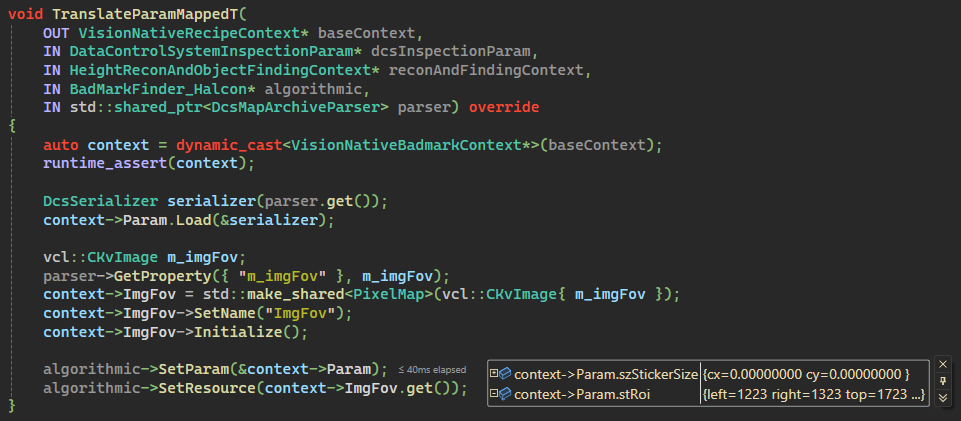 void TranslateParamMappedT(
    OUT VisionNativeRecipeContext* baseContext,
    IN DataControlSystemInspectionParam* dcsInspectionParam,
    IN HeightReconAndObjectFindingContext* reconAndFindingContext,
    IN BadMarkFinder_Halcon* algorithmic,
    IN std::shared_ptr<DcsMapArchiveParser> parser) override
{
    auto context = dynamic_cast<VisionNativeBadmarkContext*>(baseContext);
    runtime_assert(context);

    DcsSerializer serializer(parser.get());
    context->Param.Load(&serializer);

    vcl::CKvImage m_imgFov;
    parser->GetProperty({ "m_imgFov" }, m_imgFov);
    context->ImgFov = std::make_shared<PixelMap>(vcl::CKvImage{ m_imgFov });
    context->ImgFov->SetName("ImgFov");
    context->ImgFov->Initialize();

    algorithmic->SetParam(&context->Param); ≤ 40ms elapsed
    algorithmic->SetResource(context->ImgFov.get());
}
context->Param.szStickerSize {cx=0.00000000 cy=0.00000000 }
context->Param.stRoi {left=1223 right=1323 top=1723 ...}